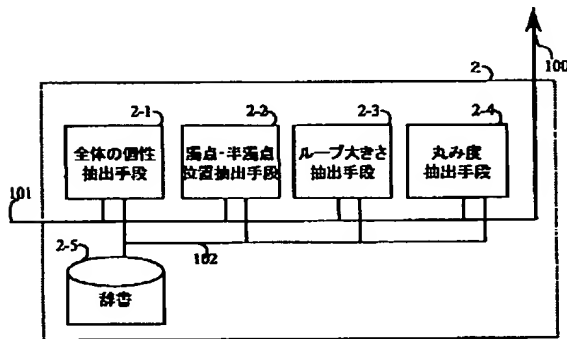 100
2
2-1
2-2
2-3
2-4
全体の個性
抽出手段
濁点・半濁点
位置抽出手段
ループ大きさ
抽出手段
丸み度
抽出手段
101
102
2-5
辞書